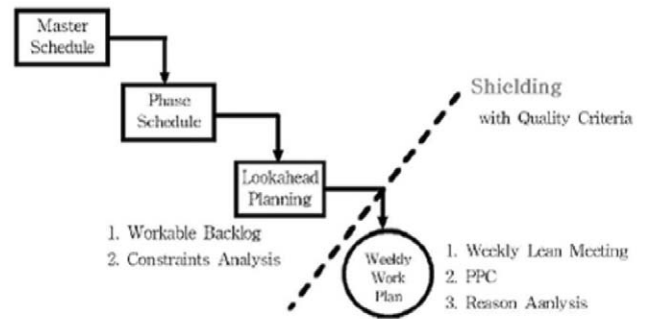 Master
Schedule
Phase
Schedule
Shielding
with Quality Criteria
Lookahead
Planning
1. Workable Backlog
2. Constraints Analysis
Weekly
Work
Plan
1. Weekly Lean Meeting
2. PPC
3. Reason Aanlysis